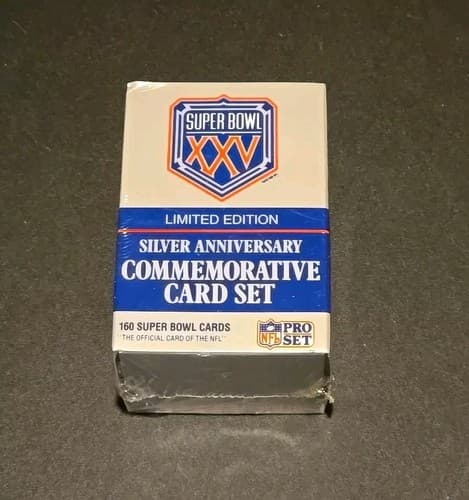 SUPER BOWL
XXV
LIMITED EDITION
SILVER ANNIVERSARY
COMMEMORATIVE
CARD SET
160 SUPER BOWL CARDS
"THE OFFICIAL CARD OF THE NFL"
NFL
PRO
SET